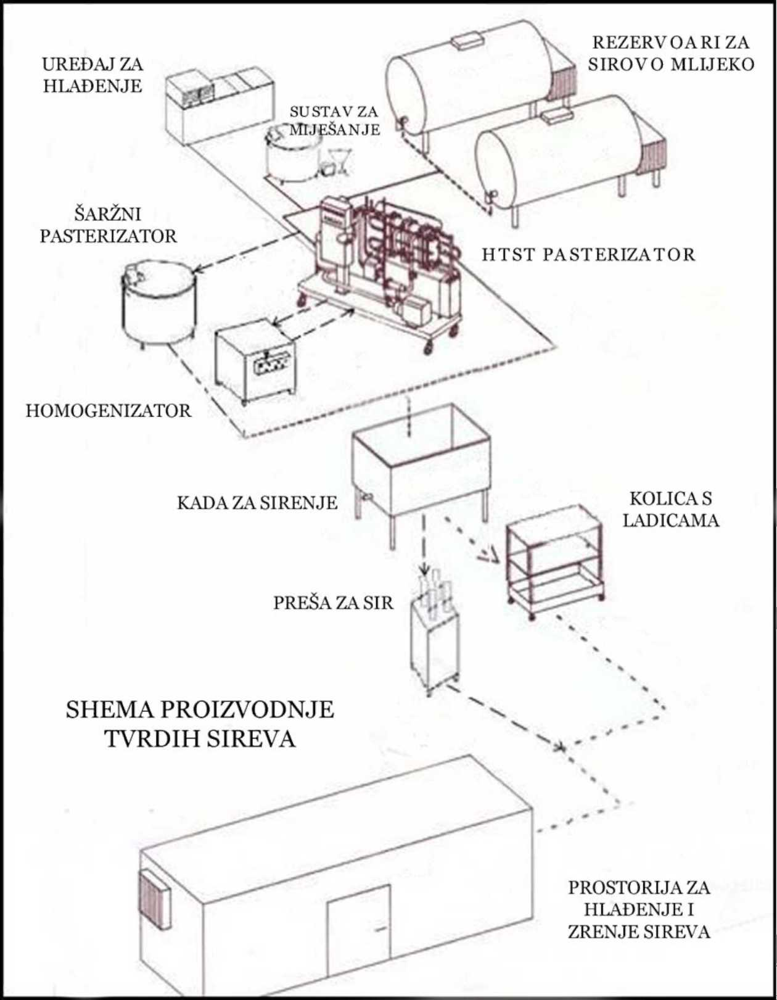 UREĐAJ ZA
HLAĐENJE
REZERVOARI ZA
SIROVO MLIJEKO
SUSTAV ZA
MIJEŠANJE
ŠARŽNI
PASTERIZATOR
HTST PASTERIZATOR
HOMOGENIZATOR
KADA ZA SIRENJE
KOLICA S
LADICAMA
PREŠA ZA SIR
SHEMA PROIZVODNJE
TVRDIH SIREVA
PROSTORIJA ZA
HLAĐENJE I
ZRENJE SIREVA